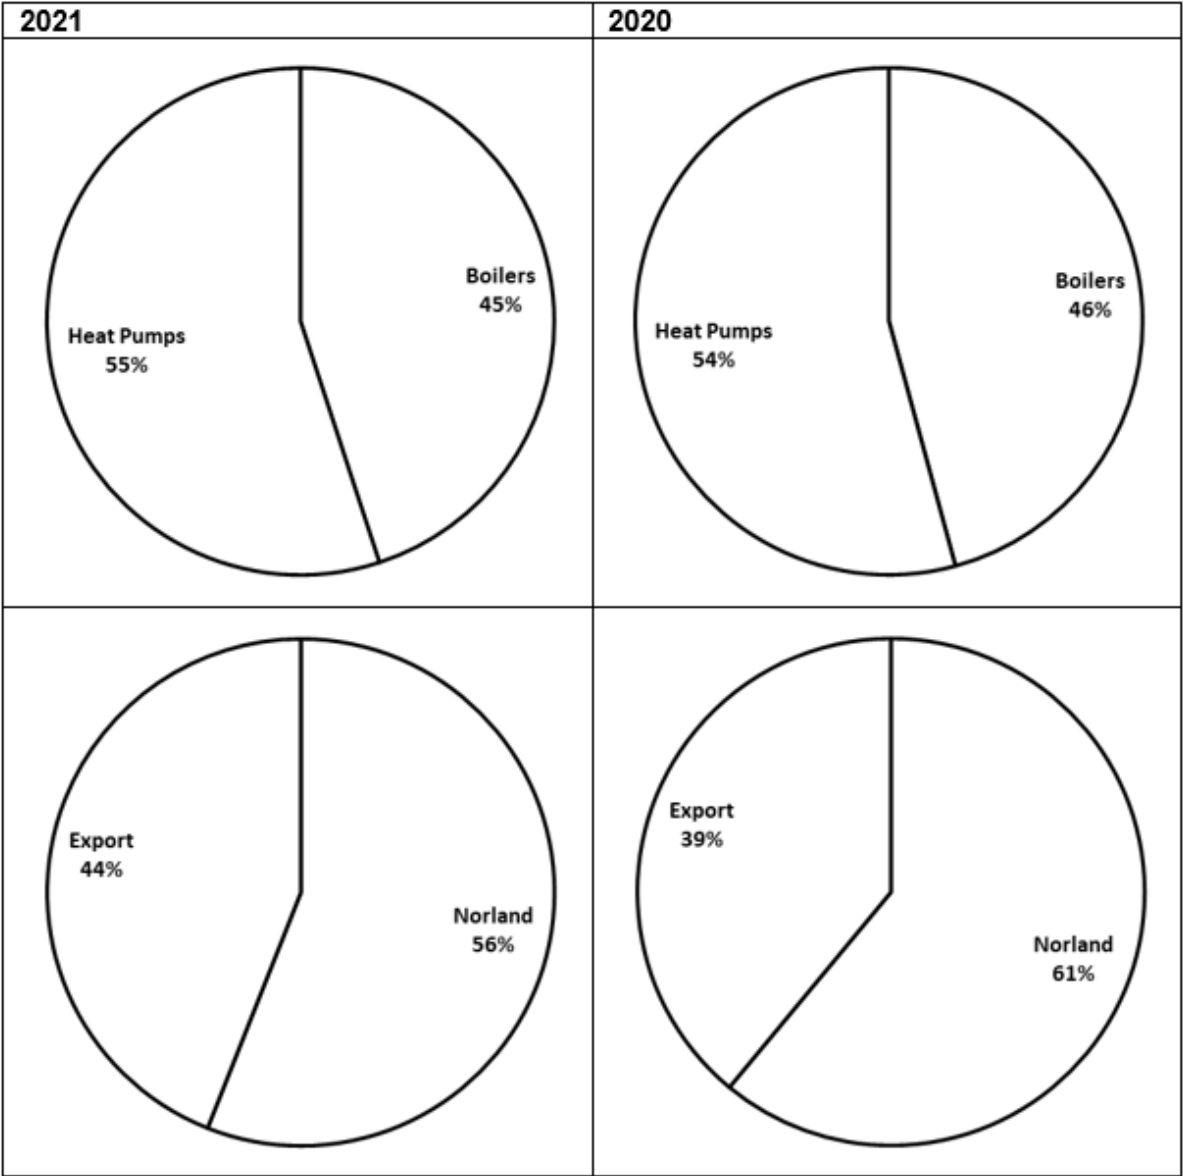 2021
2020
Boilers
45%
Heat Pumps
55%
Boilers
46%
Heat Pumps
54%
Export
44%
Norland
56%
Export
39%
Norland
61%